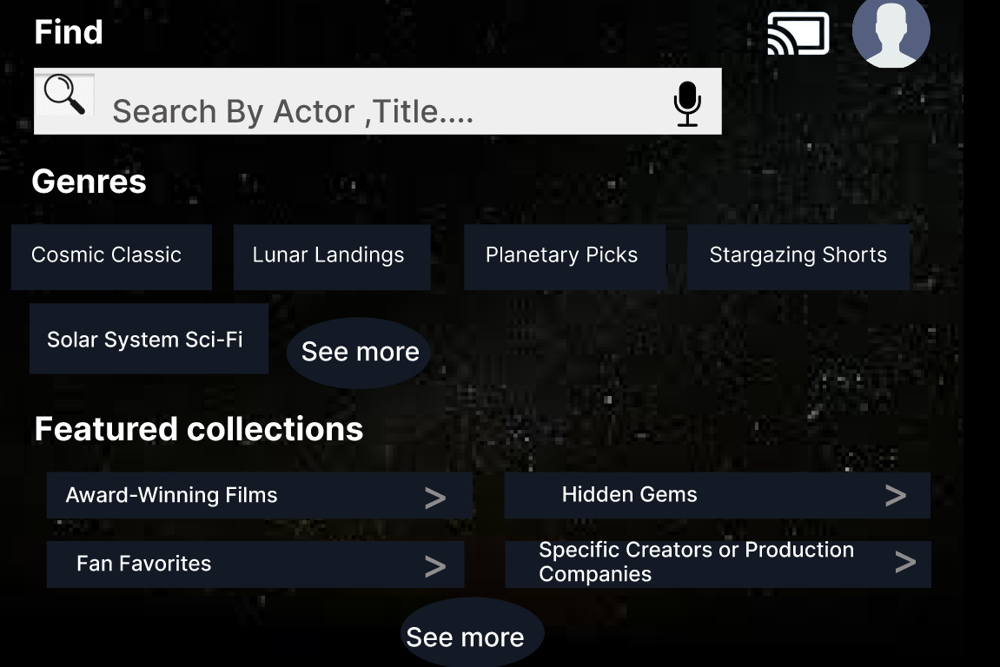 Find
Search By Actor ,Title....
Genres
Cosmic Classic
Lunar Landings
Planetary Picks
Stargazing Shorts
Solar System Sci-Fi
See more
Featured collections
Award-Winning Films >
Hidden Gems >
Fan Favorites >
Specific Creators or Production
Companies >
See more